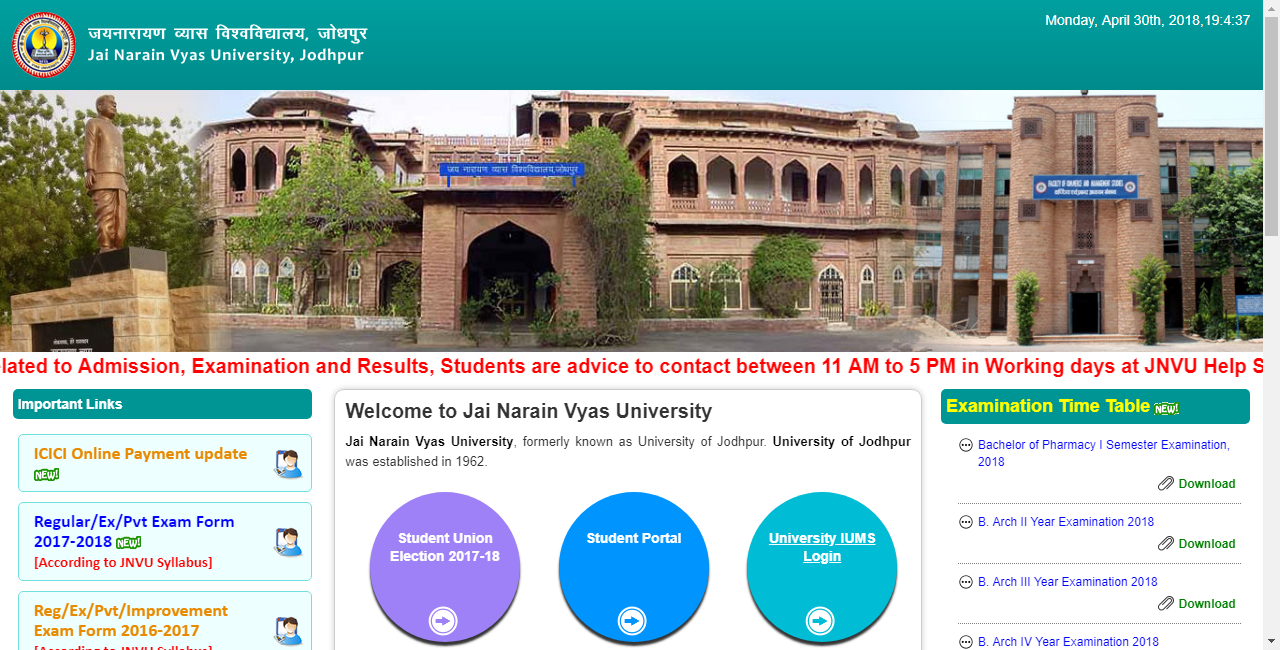 जयनारायण व्यास विश्वविद्यालय, जोधपुर
Jai Narain Vyas University, Jodhpur
Monday, April 30th, 2018,19:4:37
जय नारायण व्यास विश्वविद्यालय,जोधपुर
FACULTY OF COMMERCE AND MANAGEMENT STUDIES
to Admission, Examination and Results, Students are advice to contact between 11 AM to 5 PM in Working days at JNVU Help
Important Links
ICICI Online Payment update
NEW!
Regular/Ex/Pvt Exam Form
2017-2018 NEW!
[According to JNVU Syllabus]
Reg/Ex/Pvt/Improvement
Exam Form 2016-2017
[According to JNVU Syllabus]
Welcome to Jai Narain Vyas University
Jai Narain Vyas University, formerly known as University of Jodhpur. University of Jodhpur
was established in 1962.
Student Union
Election 2017-18
Student Portal
University IUMS
Login
Examination Time Table NEW!
Bachelor of Pharmacy I Semester Examination,
2018
Download
B. Arch II Year Examination 2018
Download
B. Arch III Year Examination 2018
Download
B. Arch IV Year Examination 2018